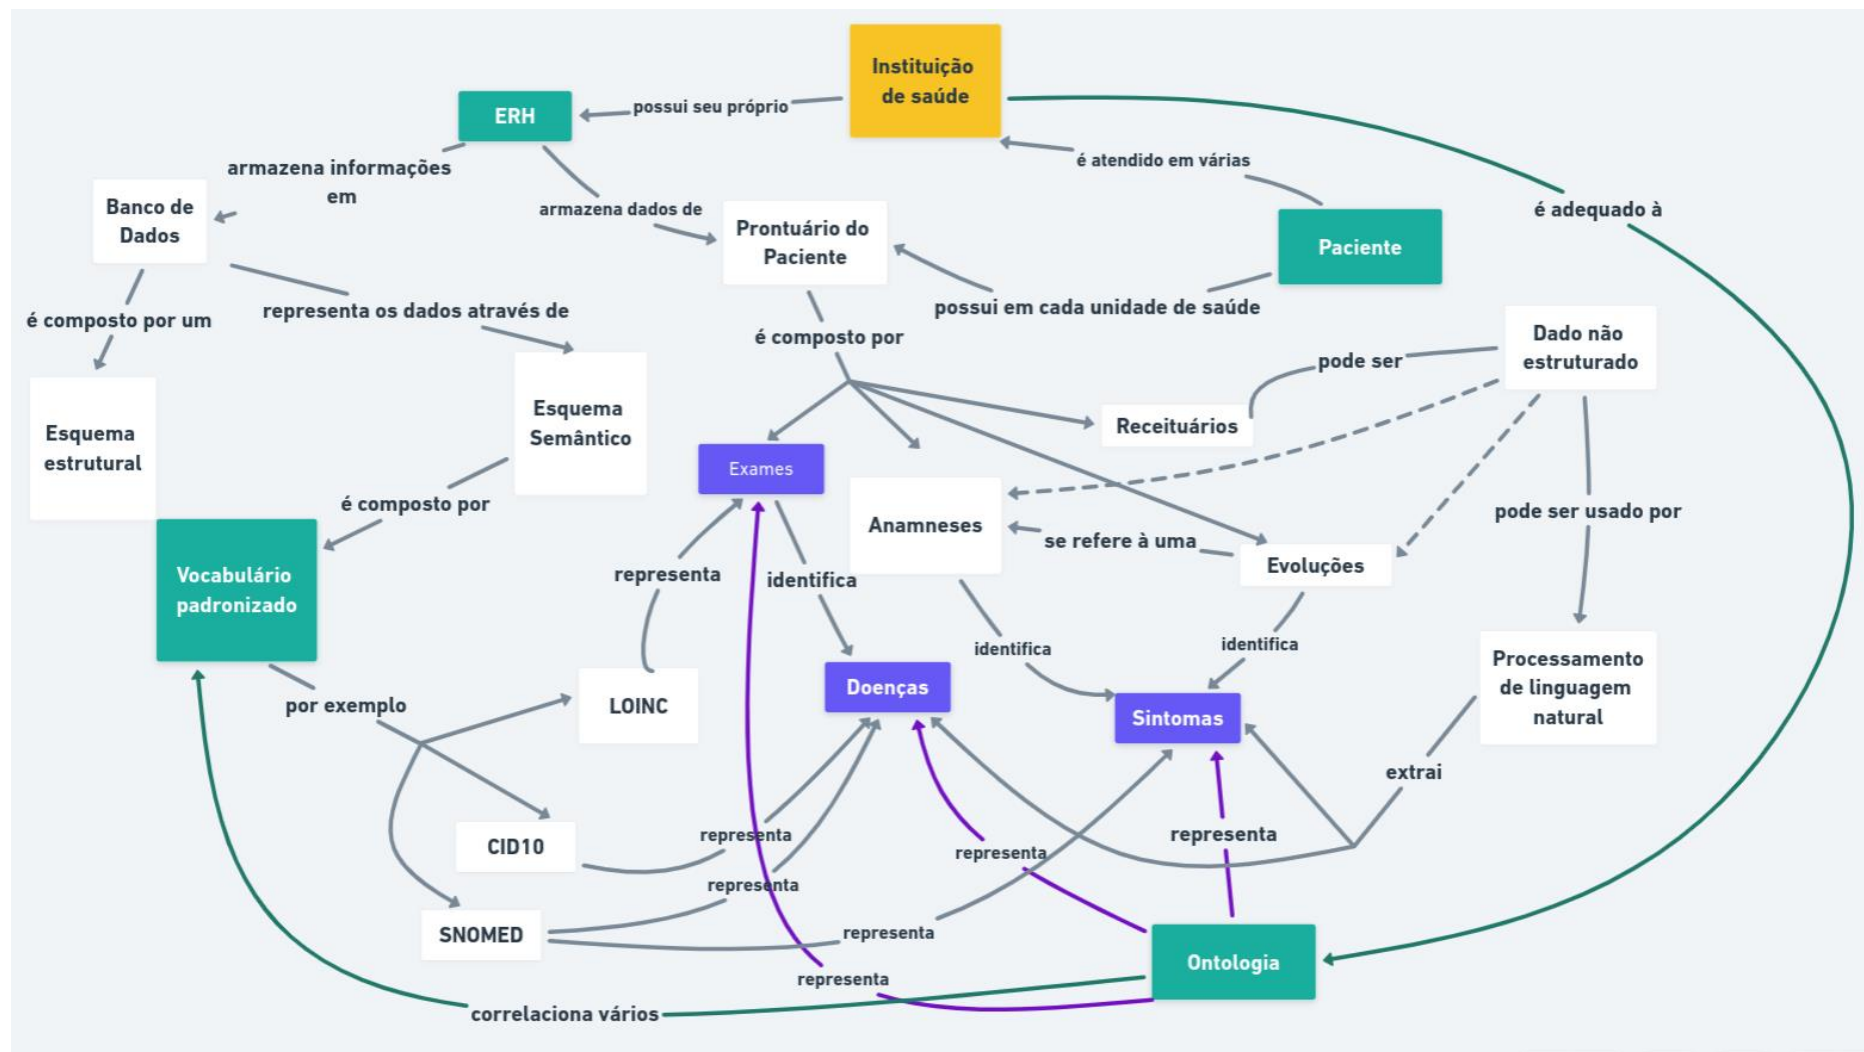 Instituição
de saúde
possui seu próprio
ERH
é atendido em várias
armazena informações
em
Banco de
Dados
armazena dados de
Prontuário do
Paciente
Paciente
é adequado à
possui em cada unidade de saúde
é composto por um
representa os dados através de
é composto por
Dado não
estruturado
pode ser
Receituários
Esquema
estrutural
Esquema
Semântico
Exames
é composto por
Anamneses
se refere à uma
Evoluções
pode ser usado por
Vocabulário
padronizado
representa
identifica
identifica
identifica
Processamento
de linguagem
natural
por exemplo
LOINC
Doenças
Sintomas
extrai
CID10
representa
representa
representa
representa
SNOMED
representa
representa
Ontologia
correlaciona vários